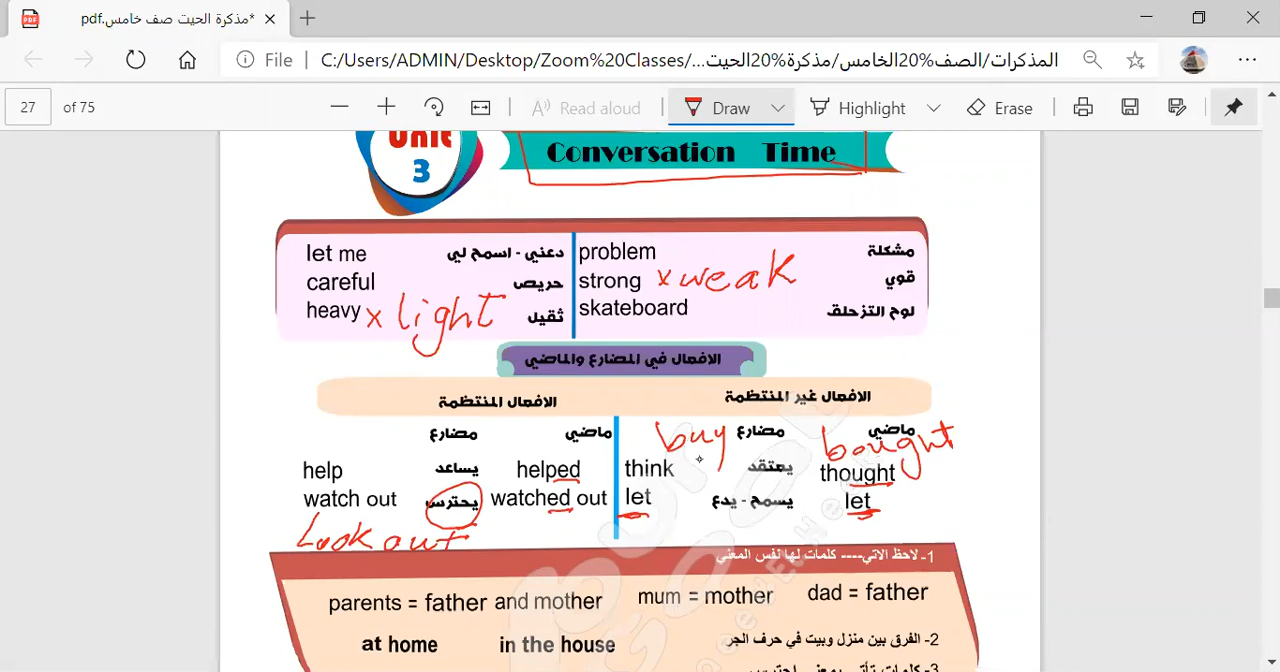 *مذكرة الحيت صف خامس.pdf
File C:/Users/ADMIN/Desktop/Zoom%20Classes/المذكرات/الصف%20الخامس/مذكرة%20الحيت...
27 of 75 Read aloud Draw Highlight Erase
Unit 3
Conversation Time
let me دعني - اسمح لي problem مشكلة
careful حريص strong x weak قوي
heavy x light ثقيل skateboard لوح التزحلق
الافعال في المضارع والماضي
الافعال المنتظمة الافعال غير المنتظمة
مضارع ماضي buy مضارع ماضي bought
help يساعد helped think يعتقد thought
watch out يحترس watched out let يسمح - يدع let
Look out
1- لاحظ الاتي---- كلمات لها نفس المعني
parents = father and mother mum = mother dad = father
at home in the house 2- الفرق بين منزل وبيت في حرف الجر